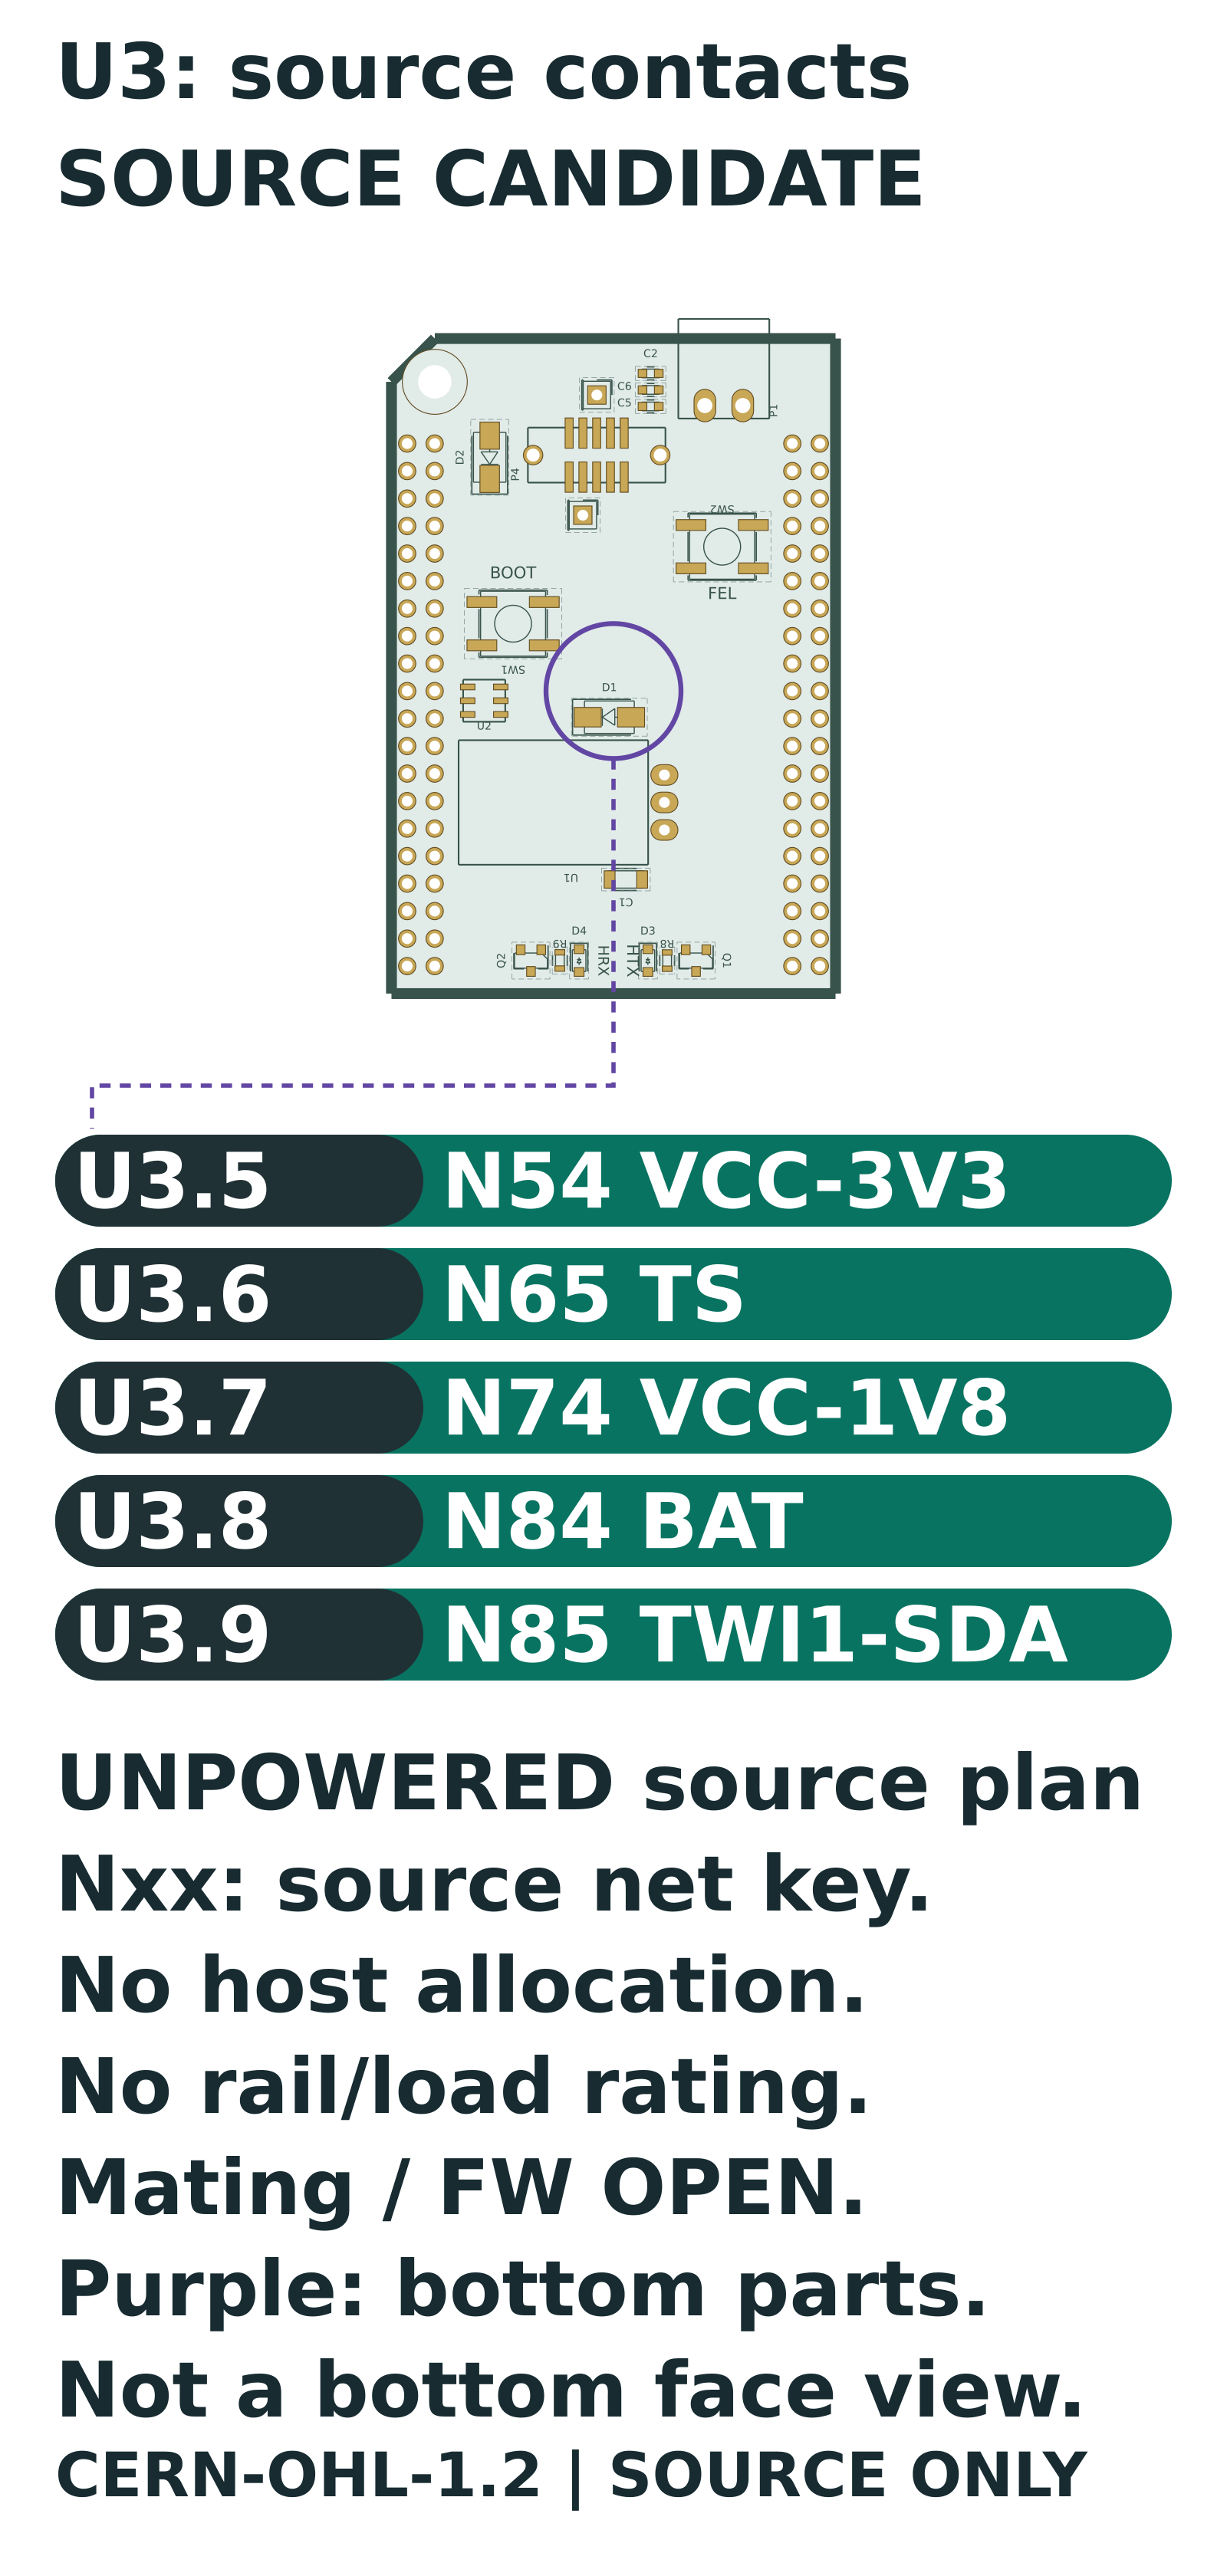 U3: source contacts
SOURCE CANDIDATE
C2
C6
C5
P1
D2
P4
SW2
BOOT
FEL
SW1
D1
U2
U1
C1
D4
D3
Q2
R9
HRX
HTX
R8
Q1
U3.5 N54 VCC-3V3
U3.6 N65 TS
U3.7 N74 VCC-1V8
U3.8 N84 BAT
U3.9 N85 TWI1-SDA
UNPOWERED source plan
Nxx: source net key.
No host allocation.
No rail/load rating.
Mating / FW OPEN.
Purple: bottom parts.
Not a bottom face view.
CERN-OHL-1.2 | SOURCE ONLY